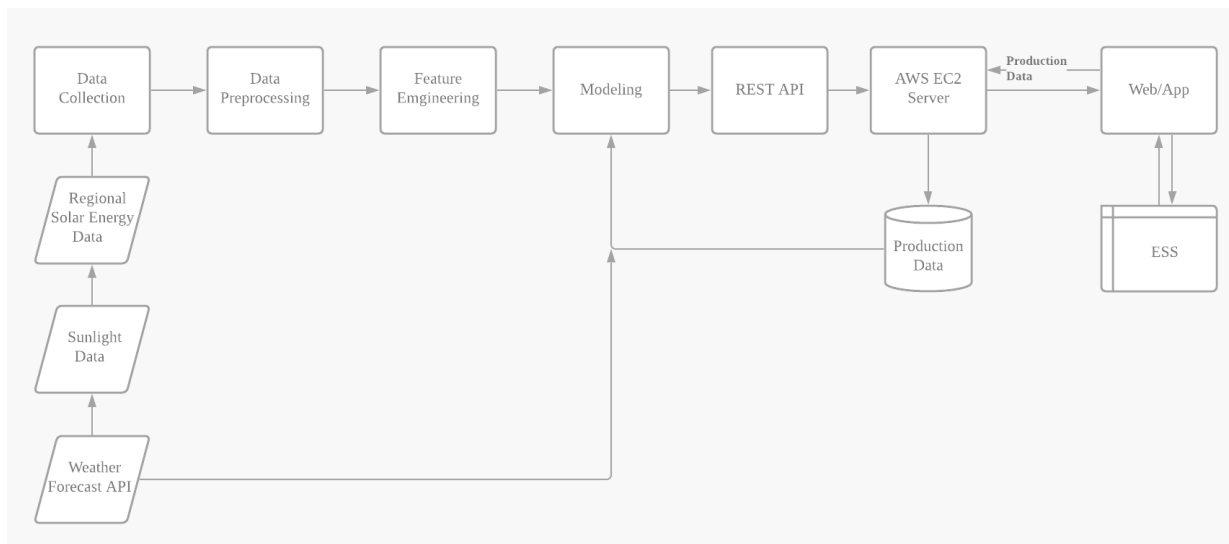 Data
Collection
Data
Preprocessing
Feature
Emgineering
Modeling
REST API
AWS EC2
Server
Production
Data
Web/App
Regional
Solar Energy
Data
Production
Data
ESS
Sunlight
Data
Weather
Forecast API